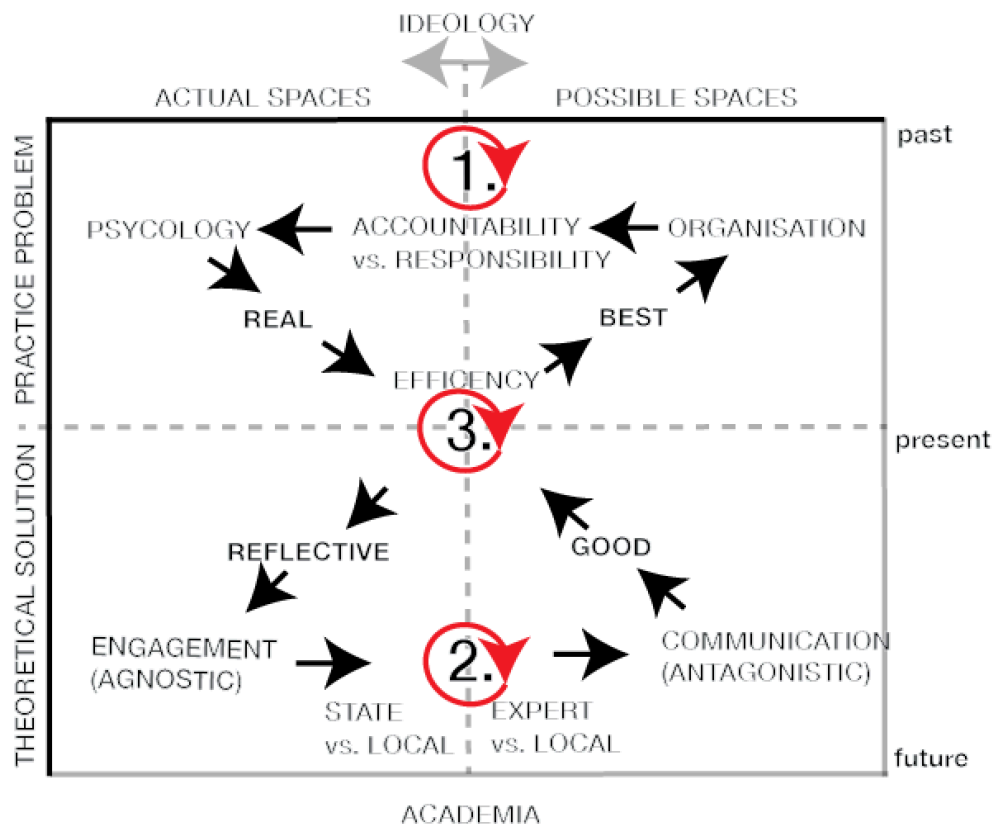 IDEOLOGY
ACTUAL SPACES
POSSIBLE SPACES
past
PRACTICE PROBLEM
1.
PSYCOLOGY
ACCOUNTABILITY
vs. RESPONSIBILITY
ORGANISATION
REAL
BEST
EFFICENCY
3.
present
THEORETICAL SOLUTION
REFLECTIVE
GOOD
ENGAGEMENT
(AGNOSTIC)
2.
COMMUNICATION
(ANTAGONISTIC)
STATE
vs. LOCAL
EXPERT
vs. LOCAL
future
ACADEMIA